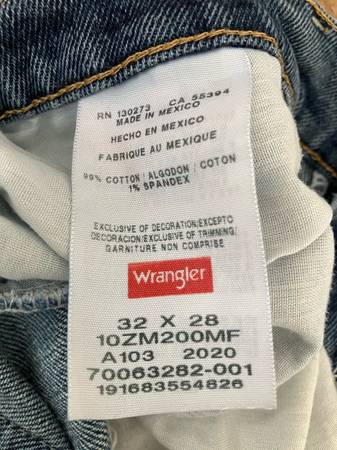 RN 130273 CA 55394
MADE IN MEXICO
HECHO EN MEXICO
FABRIQUE AU MEXIQUE
99% COTTON/ALGODON/COTON
1% SPANDEX
EXCLUSIVE OF DECORATION/EXCEPTO
DECORACION/EXCLUSIVE OF TRIMMING/
GARNITURE NON COMPRISE
Wrangler
32 X 28
10ZM200MF
A103 2020
70063282-001
191683554826